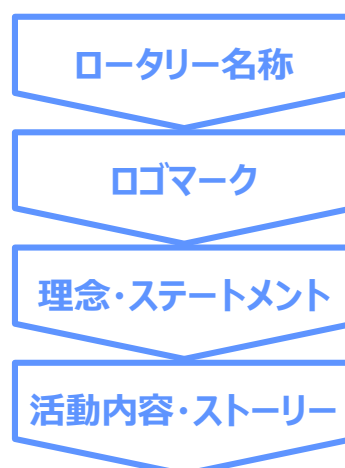 ロータリー名称
ロゴマーク
理念・ステートメント
活動内容・ストーリー